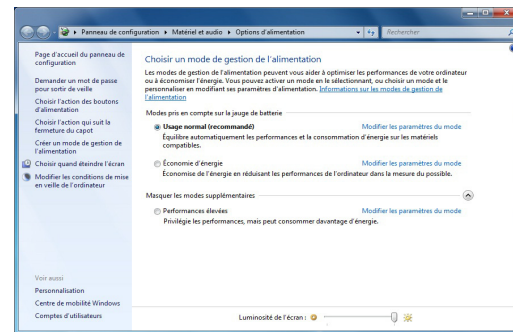 Panneau de configuration ▸ Matériel et audio ▸ Options d'alimentation
Rechercher
Page d'accueil du panneau de
configuration
Demander un mot de passe
pour sortir de veille
Choisir l'action des boutons
d'alimentation
Choisir l'action qui suit la
fermeture du capot
Créer un mode de gestion de
l'alimentation
Choisir quand éteindre l'écran
Modifier les conditions de mise
en veille de l'ordinateur
Voir aussi
Personnalisation
Centre de mobilité Windows
Comptes d'utilisateurs
Choisir un mode de gestion de l'alimentation
Les modes de gestion de l'alimentation peuvent vous aider à optimiser les performances de votre ordinateur
ou à économiser l'énergie. Vous pouvez activer un mode en le sélectionnant, ou choisir un mode et le
personnaliser en modifiant ses paramètres d'alimentation. Informations sur les modes de gestion de
l'alimentation
Modes pris en compte sur la jauge de batterie
Usage normal (recommandé) Modifier les paramètres du mode
Équilibre automatiquement les performances et la consommation d'énergie sur les matériels
compatibles.
Économie d'énergie Modifier les paramètres du mode
Économise de l'énergie en réduisant les performances de l'ordinateur dans la mesure du possible.
Masquer les modes supplémentaires
Performances élevées Modifier les paramètres du mode
Privilégie les performances, mais peut consommer davantage d'énergie.
Luminosité de l'écran :